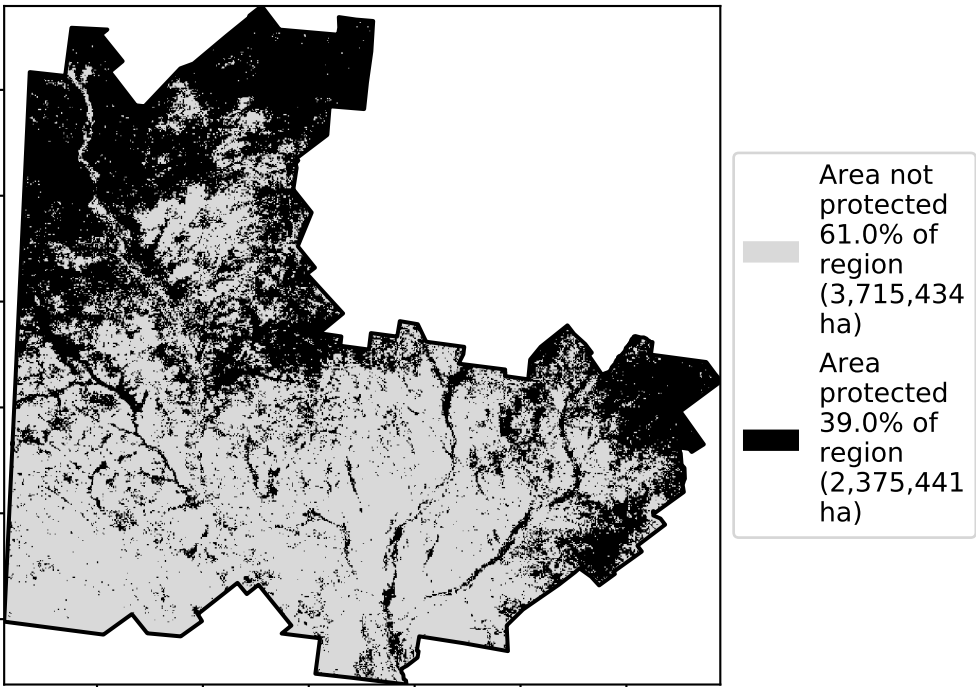 Area not
protected
61.0% of
region
(3,715,434
ha)
Area
protected
39.0% of
region
(2,375,441
ha)